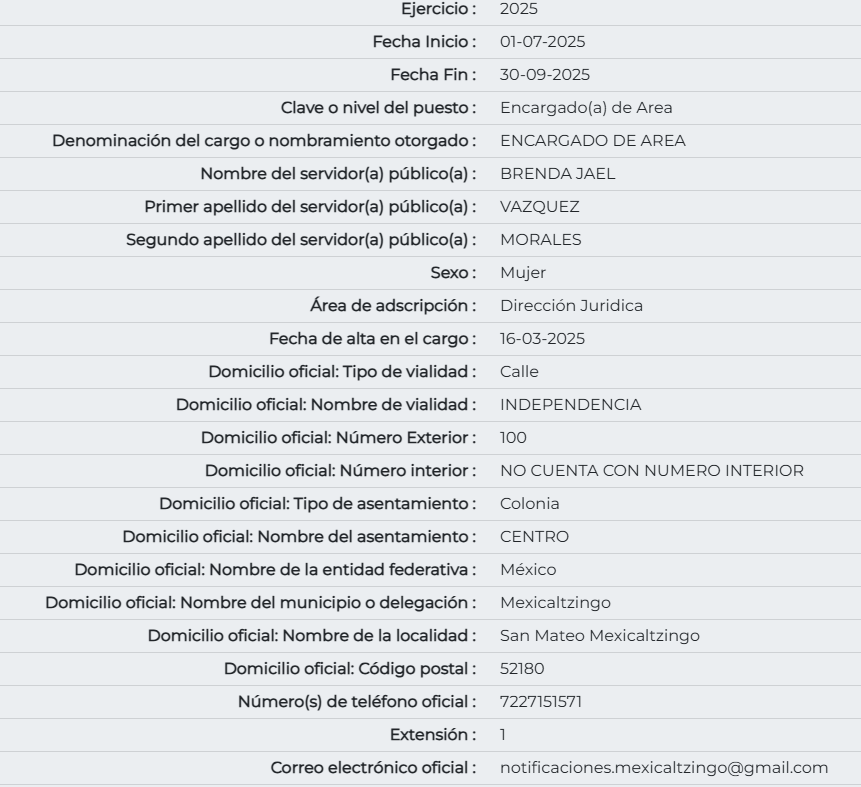 Ejercicio : 2025
Fecha Inicio : 01-07-2025
Fecha Fin : 30-09-2025
Clave o nivel del puesto : Encargado(a) de Area
Denominación del cargo o nombramiento otorgado : ENCARGADO DE AREA
Nombre del servidor(a) público(a) : BRENDA JAEL
Primer apellido del servidor(a) público(a) : VAZQUEZ
Segundo apellido del servidor(a) público(a) : MORALES
Sexo : Mujer
Área de adscripción : Dirección Juridica
Fecha de alta en el cargo : 16-03-2025
Domicilio oficial: Tipo de vialidad : Calle
Domicilio oficial: Nombre de vialidad : INDEPENDENCIA
Domicilio oficial: Número Exterior : 100
Domicilio oficial: Número interior : NO CUENTA CON NUMERO INTERIOR
Domicilio oficial: Tipo de asentamiento : Colonia
Domicilio oficial: Nombre del asentamiento : CENTRO
Domicilio oficial: Nombre de la entidad federativa : México
Domicilio oficial: Nombre del municipio o delegación : Mexicaltzingo
Domicilio oficial: Nombre de la localidad : San Mateo Mexicaltzingo
Domicilio oficial: Código postal : 52180
Número(s) de teléfono oficial : 7227151571
Extensión : 1
Correo electrónico oficial : notificaciones.mexicaltzingo@gmail.com